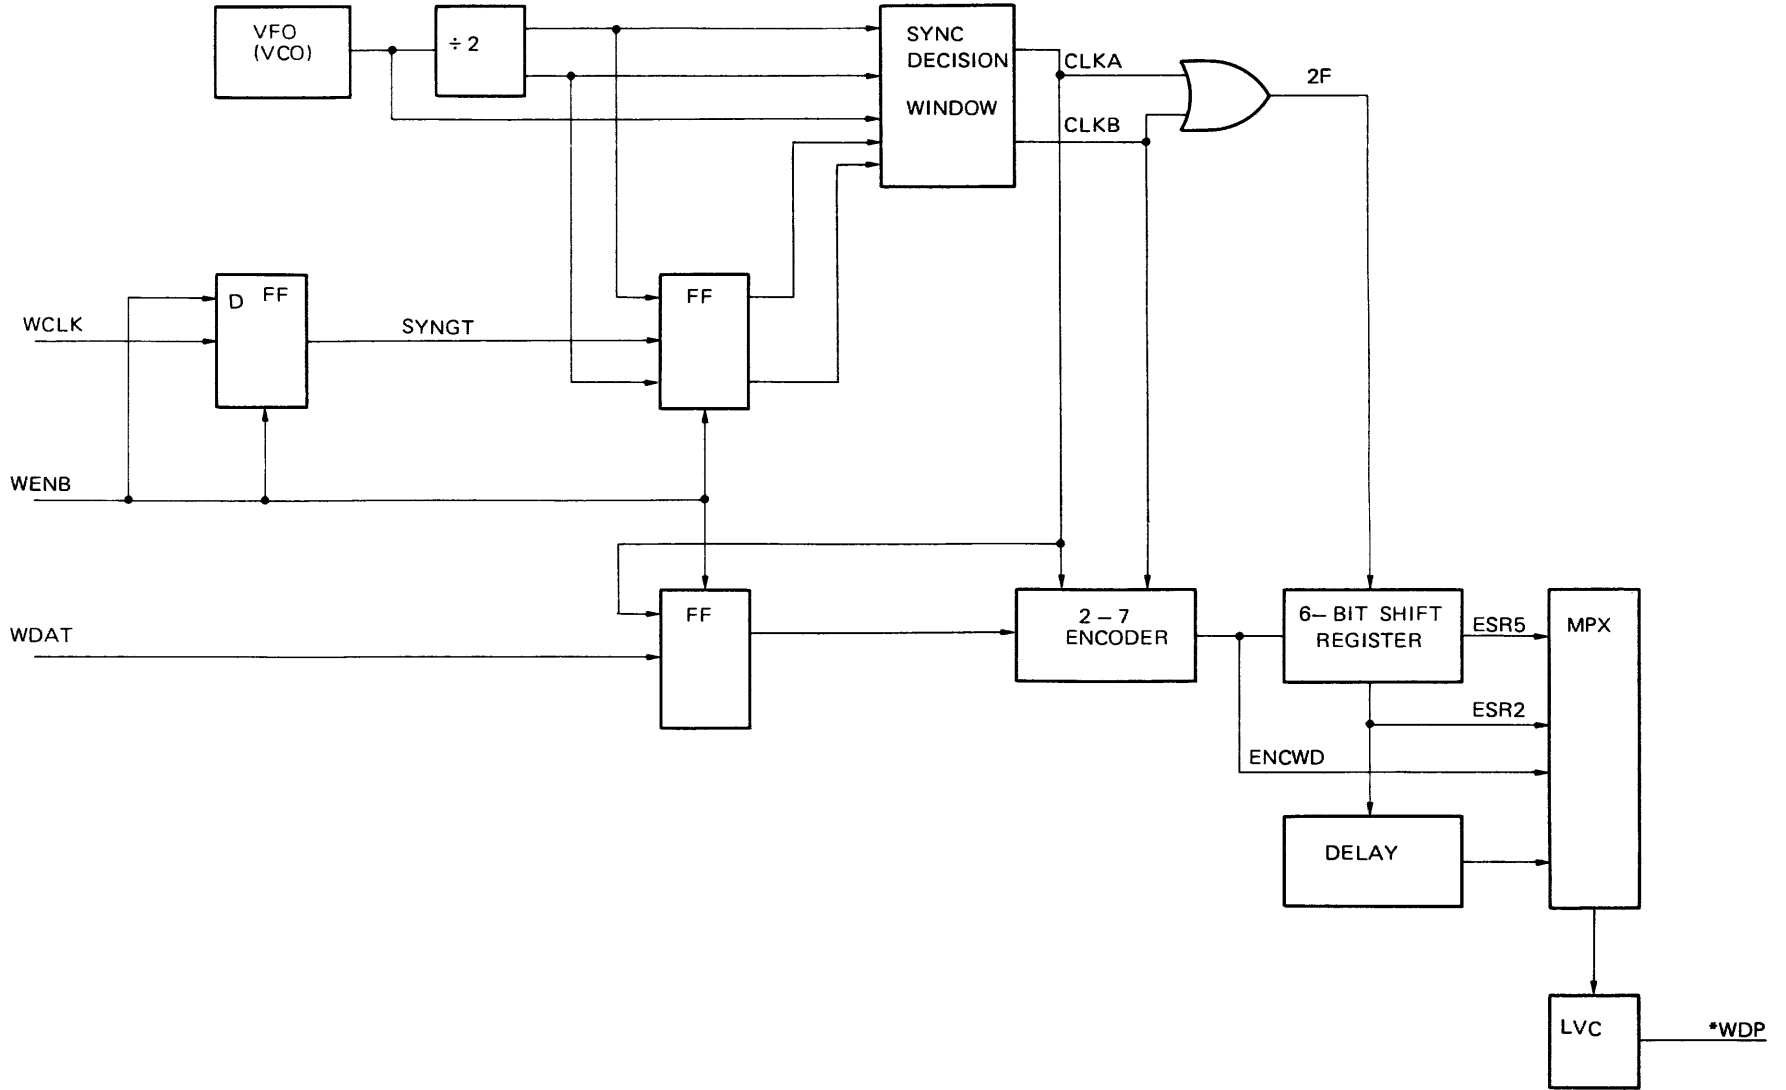 VFO
(VCO)
÷ 2
SYNC
DECISION
WINDOW
CLKA
CLKB
2F
D FF
FF
WCLK
SYNGT
WENB
WDAT
FF
2 – 7
ENCODER
6– BIT SHIFT
REGISTER
ESR5
MPX
ESR2
ENCWD
DELAY
LVC
*WDP